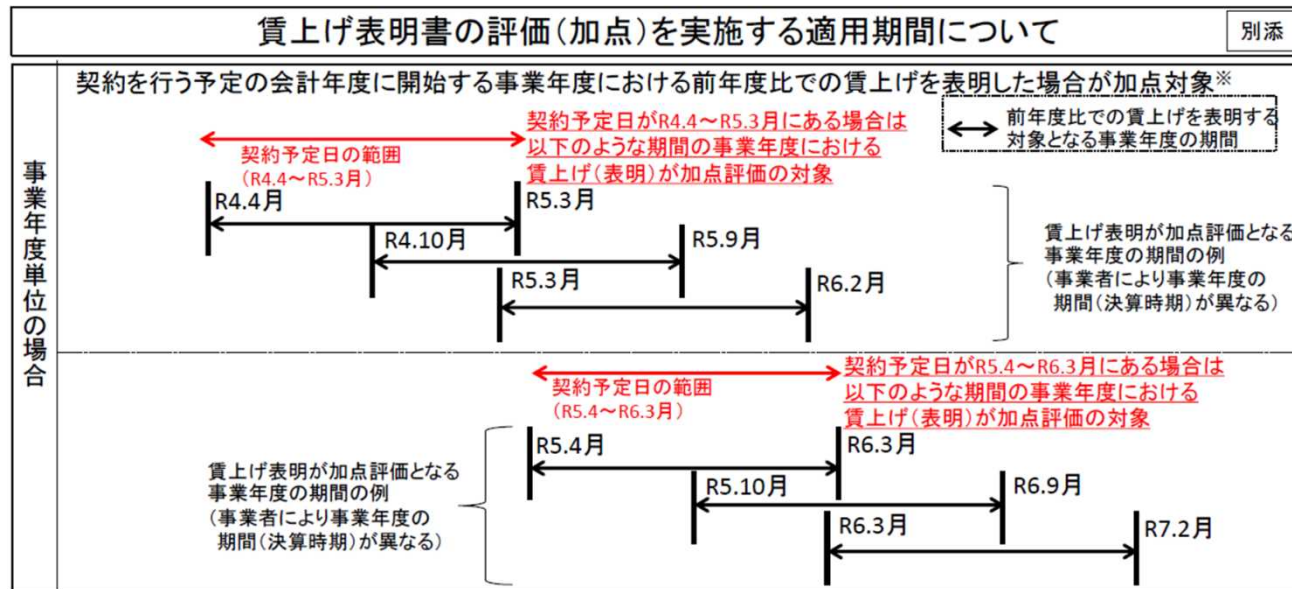 賃上げ表明書の評価(加点)を実施する適用期間について
別添
契約を行う予定の会計年度に開始する事業年度における前年度比での賃上げを表明した場合が加点対象※
前年度比での賃上げを表明する
対象となる事業年度の期間
事業年度単位の場合
契約予定日の範囲
(R4.4~R5.3月)
契約予定日がR4.4~R5.3月にある場合は
以下のような期間の事業年度における
賃上げ(表明)が加点評価の対象
R4.4月
R5.3月
R4.10月
R5.9月
R5.3月
R6.2月
賃上げ表明が加点評価となる
事業年度の期間の例
(事業者により事業年度の
期間(決算時期)が異なる)
契約予定日の範囲
(R5.4~R6.3月)
契約予定日がR5.4~R6.3月にある場合は
以下のような期間の事業年度における
賃上げ(表明)が加点評価の対象
R5.4月
R6.3月
R5.10月
R6.9月
R6.3月
R7.2月
賃上げ表明が加点評価となる
事業年度の期間の例
(事業者により事業年度の
期間(決算時期)が異なる)